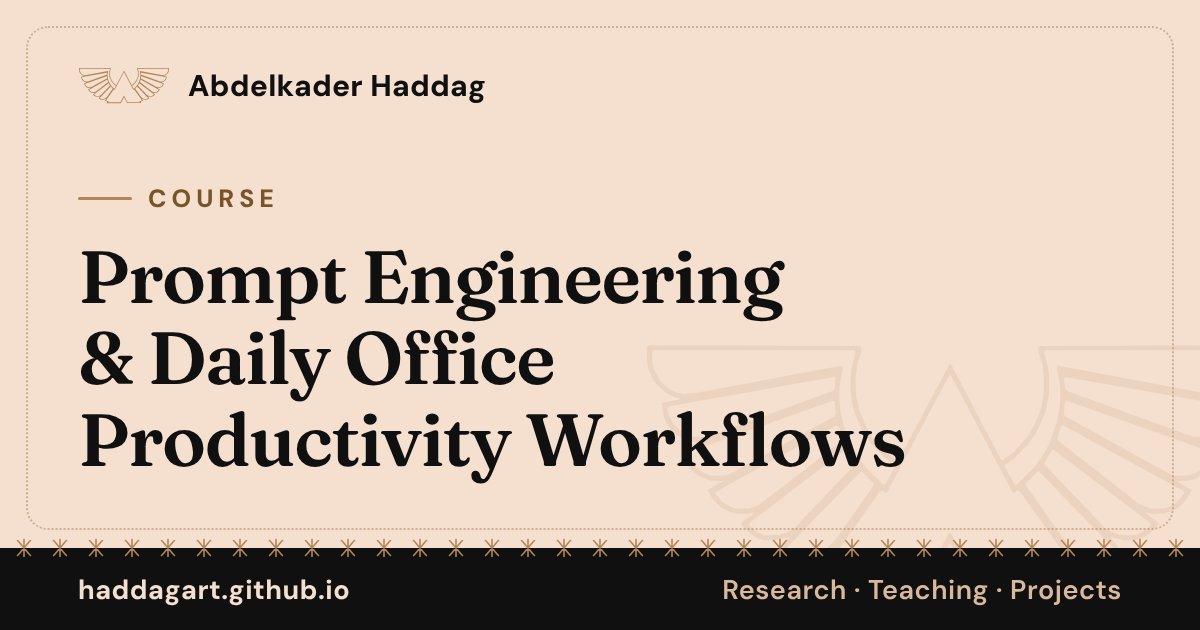 Abdelkader Haddag
COURSE
Prompt Engineering
& Daily Office
Productivity Workflows
haddagart.github.io
Research · Teaching · Projects